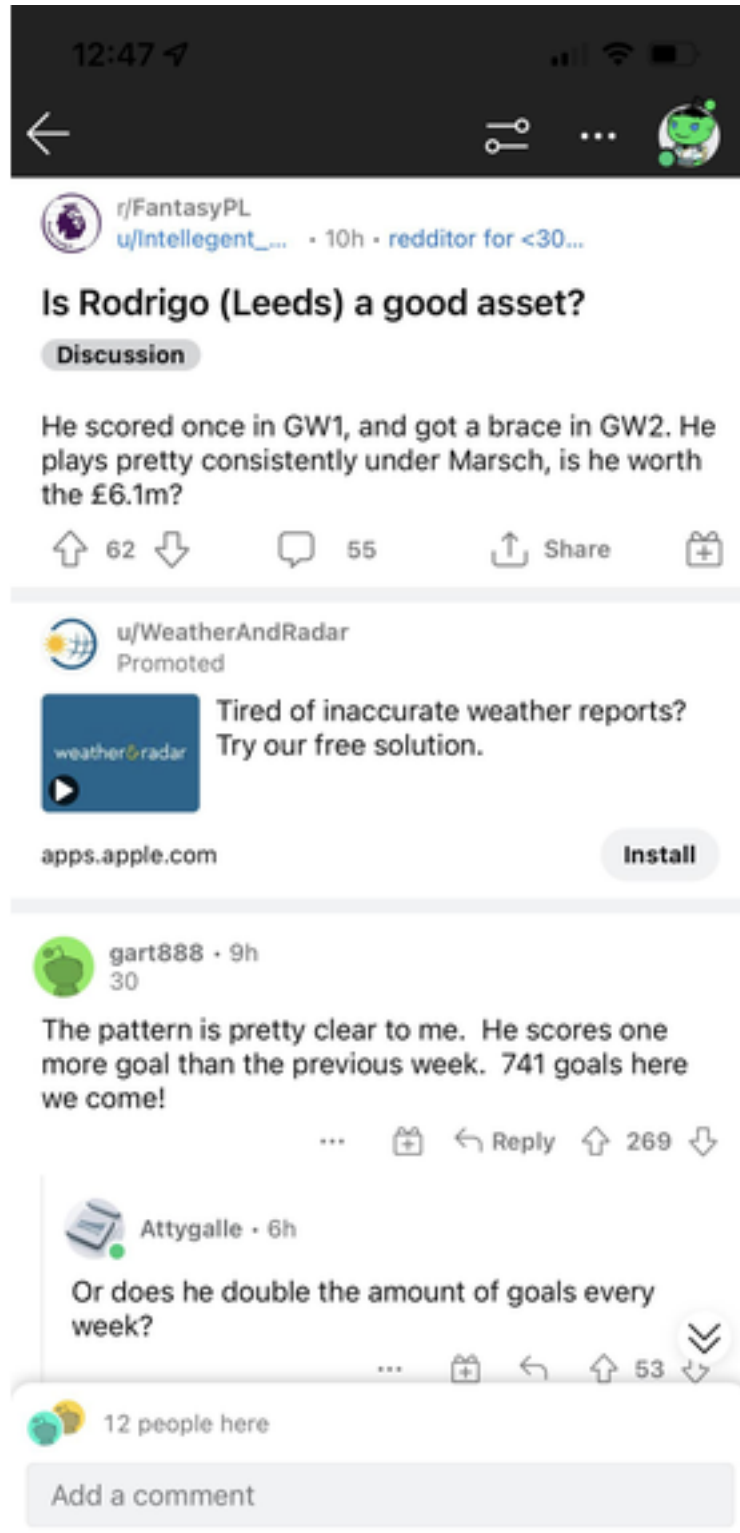 12:47
r/FantasyPL
u/Intellegent_... • 10h • redditor for <30...
Is Rodrigo (Leeds) a good asset?
Discussion
He scored once in GW1, and got a brace in GW2. He
plays pretty consistently under Marsch, is he worth
the £6.1m?
62 55 Share
u/WeatherAndRadar
Promoted
Tired of inaccurate weather reports?
Try our free solution.
weather&radar
apps.apple.com Install
gart888 • 9h
30
The pattern is pretty clear to me. He scores one
more goal than the previous week. 741 goals here
we come!
... Reply 269
Attygalle • 6h
Or does he double the amount of goals every
week?
... 53
12 people here
Add a comment